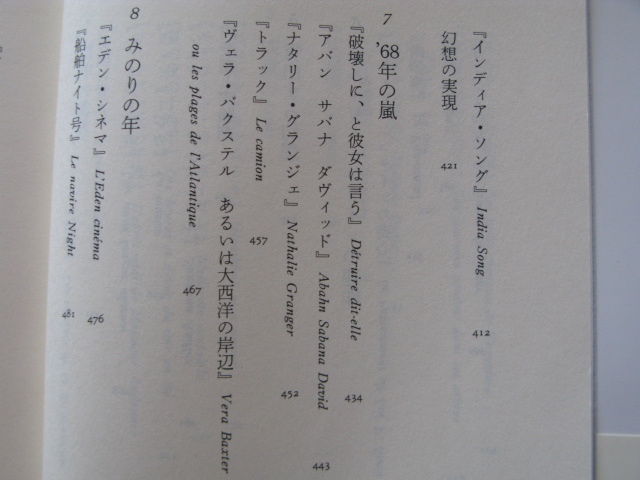 『インディア・ソング』 India Song 412
幻想の実現 421
7 '68年の嵐
『破壊しに、と彼女は言う』 Détruire dit-elle 434
『アバン サバナ ダヴィッド』 Abahn Sabana David 443
『ナタリー・グランジェ』 Nathalie Granger 452
『トラック』 Le camion 457
『ヴェラ・バクステル あるいは大西洋の岸辺』 Vera Baxter
ou les plages de l'Atlantique 467
8 みのりの年
『エデン・シネマ』 L'Eden cinéma 476
『船舶ナイト号』 Le navire Night 481